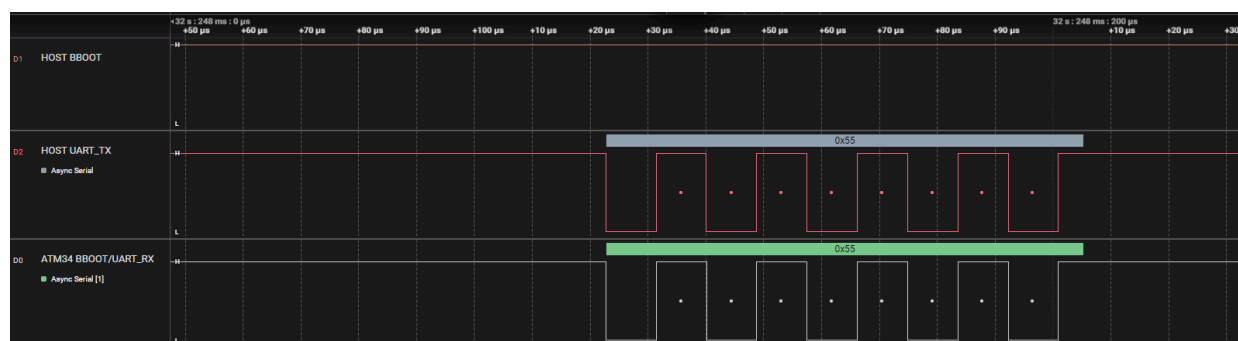 32 s : 248 ms : 0 µs 32 s : 248 ms : 200 µs
+50 µs +60 µs +70 µs +80 µs +90 µs +100 µs +10 µs +20 µs +30 µs +40 µs +50 µs +60 µs +70 µs +80 µs +90 µs +10 µs +20 µs +30
D1 HOST BBOOT H
L
0x55
D2 HOST UART_TX H
Async Serial
L
0x55
D0 ATM34 BBOOT/UART_RX H
Async Serial [1]
L